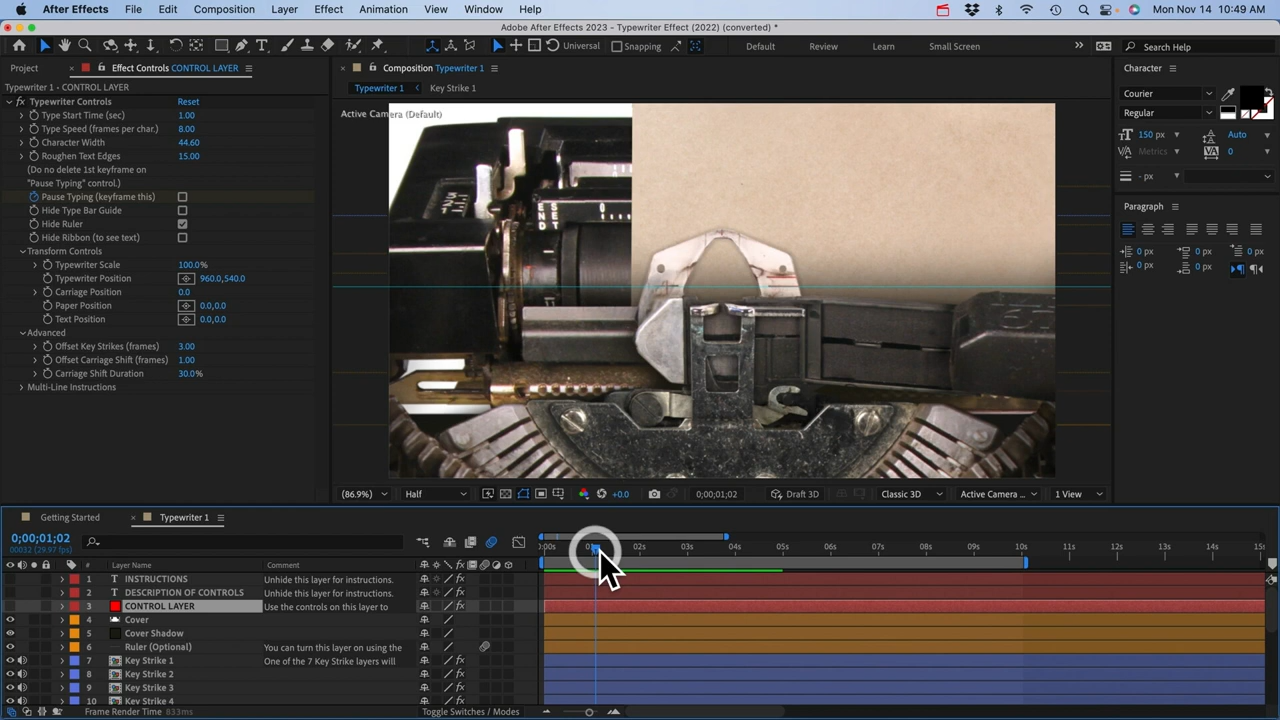 After Effects File Edit Composition Layer Effect Animation View Window Help Mon Nov 14 10:49 AM
Adobe After Effects 2023 - Typewriter Effect (2022) (converted) *
Universal Snapping Default Review Learn Small Screen Search Help
Project Effect Controls CONTROL LAYER Composition Typewriter 1 Character
Typewriter 1 • CONTROL LAYER Typewriter 1 Key Strike 1 Courier
Typewriter Controls Reset Regular
Type Start Time (sec) 1.00 Active Camera (Default)
Type Speed (frames per char.) 8.00 150 px Auto
Character Width 44.60 Metrics 0
Roughen Text Edges 15.00
(Do no delete 1st keyframe on - px
"Pause Typing" control.)
Pause Typing (keyframe this)
Hide Type Bar Guide Paragraph
Hide Ruler
Hide Ribbon (to see text)
Transform Controls 0 px 0 px 0 px
Typewriter Scale 100.0% 0 px 0 px
Typewriter Position 960.0,540.0
Carriage Position 0.0
Paper Position 0.0,0.0
Text Position 0.0,0.0
Advanced
Offset Key Strikes (frames) 3.00
Offset Carriage Shift (frames) 1.00
Carriage Shift Duration 30.0%
Multi-Line Instructions
(86.9%) Half +0.0 0;00;01;02 Draft 3D Classic 3D Active Camera ... 1 View
Getting Started Typewriter 1
0;00;01;02
00032 (29.97 fps) :00s 02s 03s 04s 05s 06s 07s 08s 09s 10s 11s 12s 13s 14s 15s
# Layer Name Comment
1 INSTRUCTIONS Unhide this layer for instructions.
2 DESCRIPTION OF CONTROLS Unhide this layer for instructions.
3 CONTROL LAYER Use the controls on this layer to
4 Cover
5 Cover Shadow
6 Ruler (Optional) You can turn this layer on using the
7 Key Strike 1 One of the 7 Key Strike layers will
8 Key Strike 2
9 Key Strike 3
10 Key Strike 4
Frame Render Time 833ms Toggle Switches / Modes